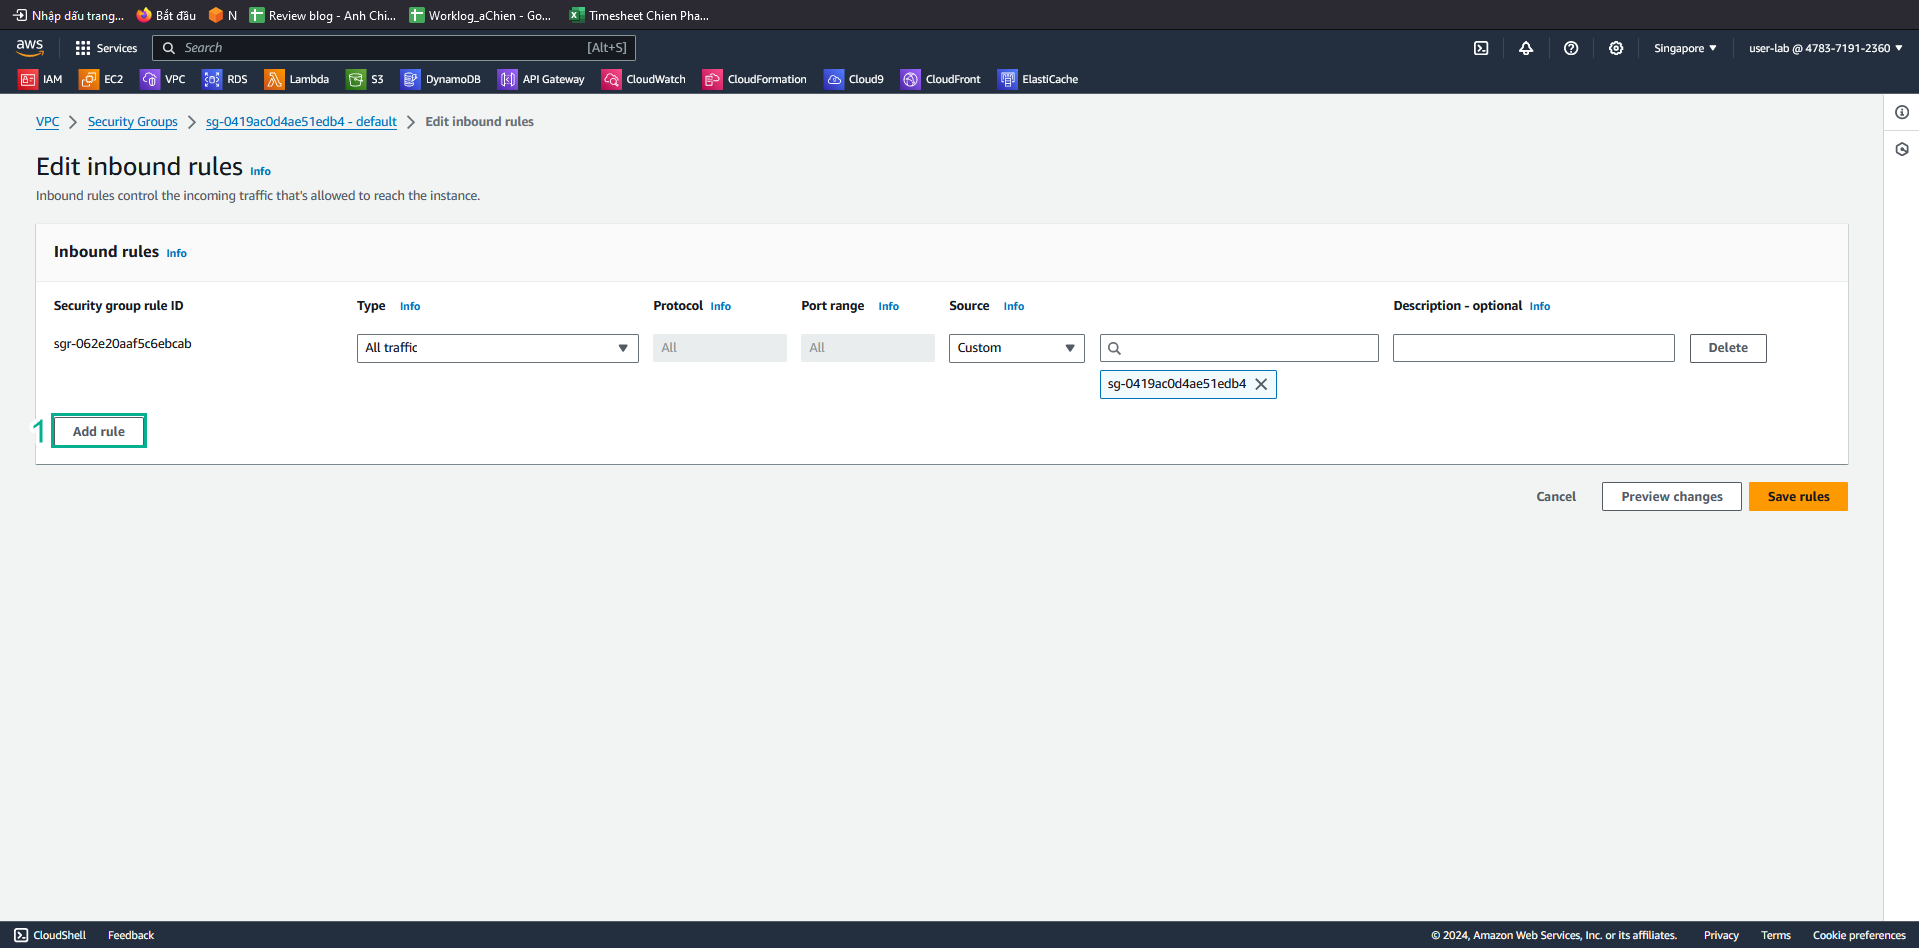 Nhập dấu trang... Bắt đầu N Review blog - Anh Chi... Worklog_aChien - Go... Timesheet Chien Pha...
aws Services Search [Alt+S] Singapore user-lab @ 4783-7191-2360
IAM EC2 VPC RDS Lambda S3 DynamoDB API Gateway CloudWatch CloudFormation Cloud9 CloudFront ElastiCache
VPC Security Groups sg-0419ac0d4ae51edb4 - default Edit inbound rules
Edit inbound rules Info
Inbound rules control the incoming traffic that's allowed to reach the instance.
Inbound rules Info
Security group rule ID Type Info Protocol Info Port range Info Source Info Description - optional Info
sgr-062e20aaf5c6ebcab All traffic All All Custom Delete
sg-0419ac0d4ae51edb4
1 Add rule
Cancel Preview changes Save rules
CloudShell Feedback © 2024, Amazon Web Services, Inc. or its affiliates. Privacy Terms Cookie preferences